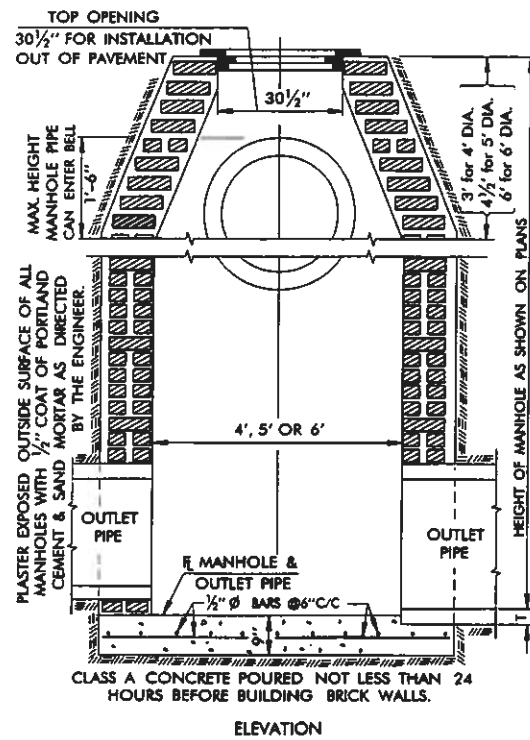 TOP OPENING
30½" FOR INSTALLATION
OUT OF PAVEMENT
30½"
MAX. HEIGHT
MANHOLE PIPE
CAN ENTER BELL
1'-6"
3' for 4' DIA.
4½' for 5' DIA.
6' for 6' DIA.
HEIGHT OF MANHOLE AS SHOWN ON PLANS
PLASTER EXPOSED OUTSIDE SURFACE OF ALL
MANHOLES WITH ½" COAT OF PORTLAND
CEMENT & SAND MORTAR AS DIRECTED
BY THE ENGINEER.
4', 5' OR 6'
OUTLET
PIPE
OUTLET
PIPE
FL MANHOLE &
OUTLET PIPE
½" Ø BARS @6"C/C
9"
T
CLASS A CONCRETE POURED NOT LESS THAN 24
HOURS BEFORE BUILDING BRICK WALLS.
ELEVATION